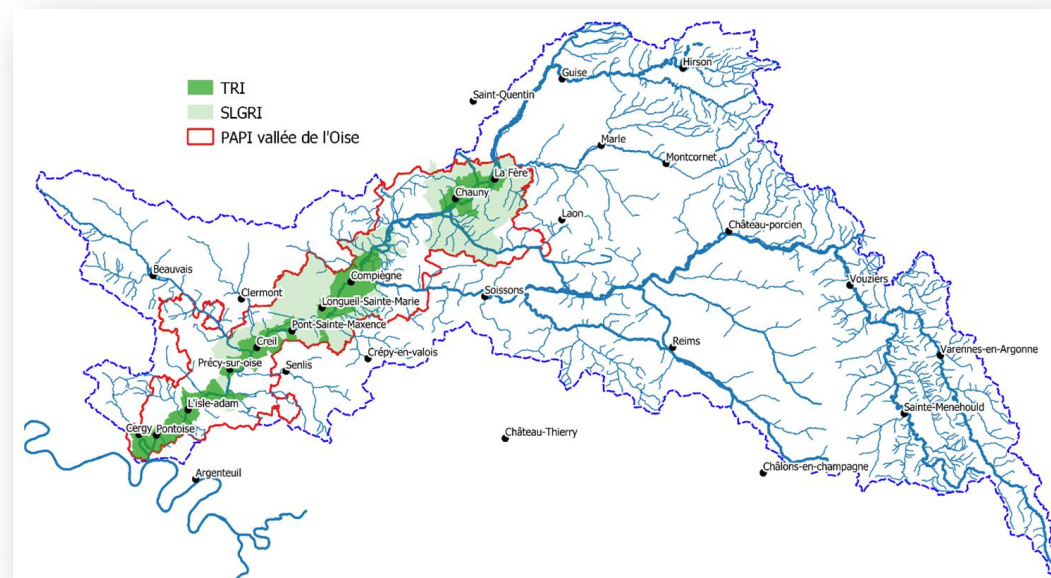 TRI
SLGRI
PAPI vallée de l'Oise
Hirson
Guise
Saint-Quentin
Marle
Montcornet
La Fère
Chauny
Laon
Château-porcien
Beauvais
Compiègne
Vouziers
Clermont
Soissons
Longueil-Sainte-Marie
Pont-Sainte-Maxence
Creil
Reims
Varennes-en-Argonne
Crépy-en-valois
Précy-sur-oise
Senlis
L'isle-adam
Sainte-Menehould
Cergy
Pontoise
Château-Thierry
Châlons-en-champagne
Argenteuil